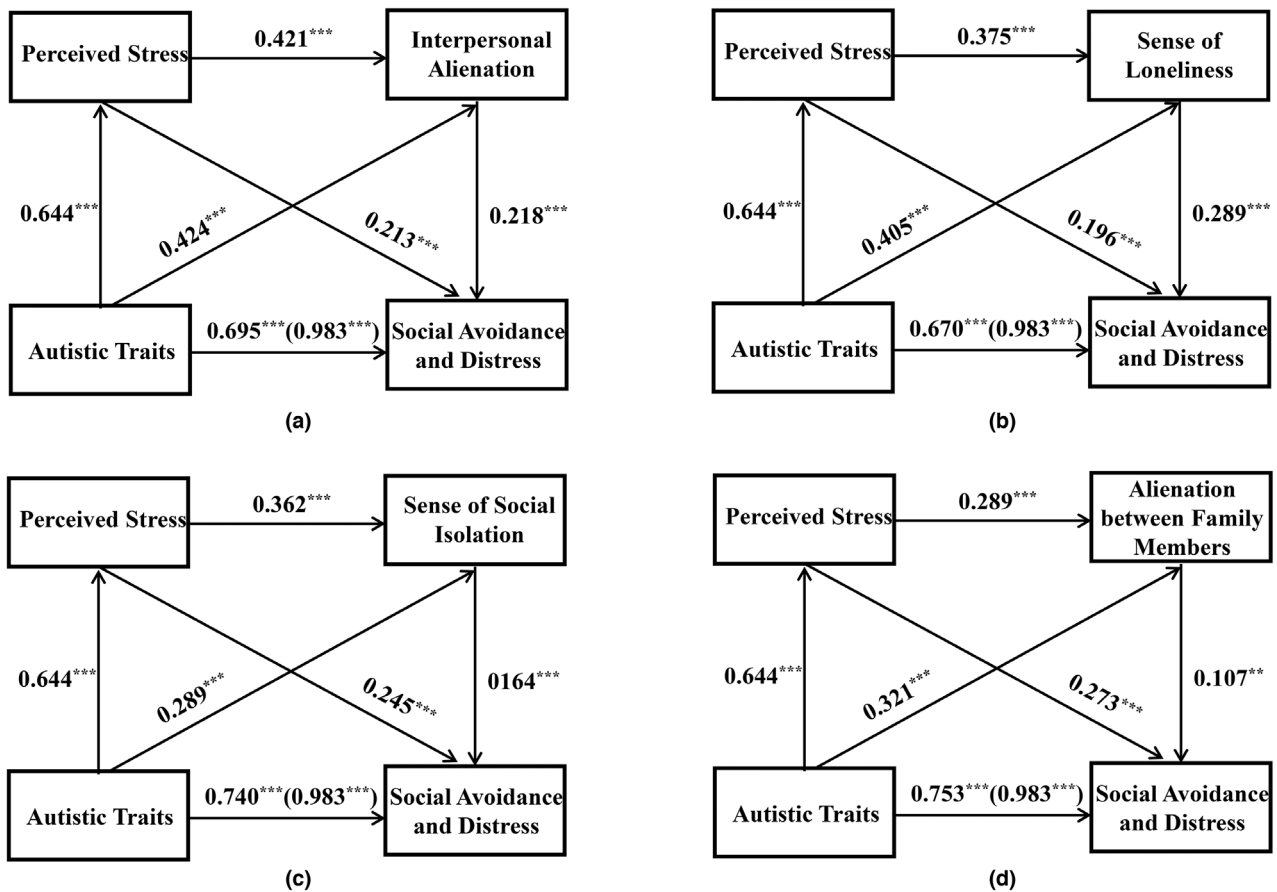 Perceived Stress
0.421***
Interpersonal
Alienation
0.644***
0.424***
0.213***
0.218***
Autistic Traits
0.695***(0.983***)
Social Avoidance
and Distress
(a)
Perceived Stress
0.375***
Sense of
Loneliness
0.644***
0.405***
0.196***
0.289***
Autistic Traits
0.670***(0.983***)
Social Avoidance
and Distress
(b)
Perceived Stress
0.362***
Sense of Social
Isolation
0.644***
0.289***
0.245***
0164***
Autistic Traits
0.740***(0.983***)
Social Avoidance
and Distress
(c)
Perceived Stress
0.289***
Alienation
between Family
Members
0.644***
0.321***
0.273***
0.107**
Autistic Traits
0.753***(0.983***)
Social Avoidance
and Distress
(d)